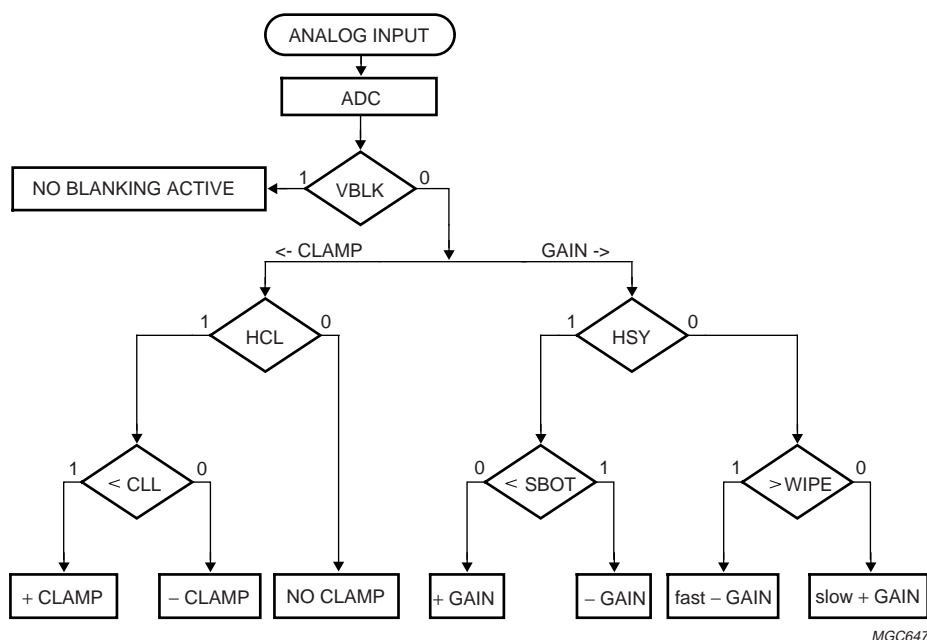 ANALOG INPUT
ADC
NO BLANKING ACTIVE
1
VBLK
0
<- CLAMP
GAIN ->
1
HCL
0
1
HSY
0
1
< CLL
0
0
< SBOT
1
1
> WIPE
0
+ CLAMP
− CLAMP
NO CLAMP
+ GAIN
− GAIN
fast − GAIN
slow + GAIN
MGC647